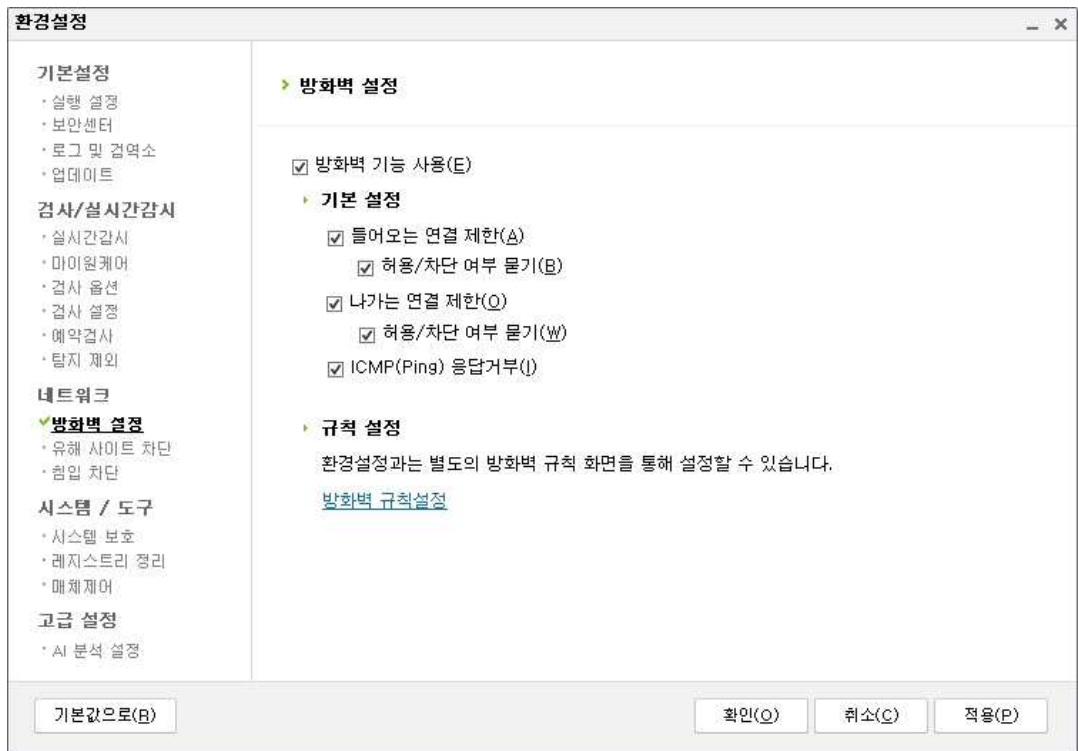 환경설정
기본설정
실행 설정
보안센터
로그 및 검역소
업데이트
검사/실시간감시
실시간감시
마이원케어
검사 옵션
검사 설정
예약검사
탐지 제외
네트워크
방화벽 설정
유해 사이트 차단
침입 차단
시스템 / 도구
시스템 보호
레지스트리 정리
매체제어
고급 설정
AI 분석 설정
방화벽 설정
방화벽 기능 사용(E)
기본 설정
들어오는 연결 제한(A)
허용/차단 여부 묻기(B)
나가는 연결 제한(O)
허용/차단 여부 묻기(W)
ICMP(Ping) 응답거부(I)
규칙 설정
환경설정과는 별도의 방화벽 규칙 화면을 통해 설정할 수 있습니다.
방화벽 규칙설정
기본값으로(R)
확인(O)
취소(C)
적용(P)